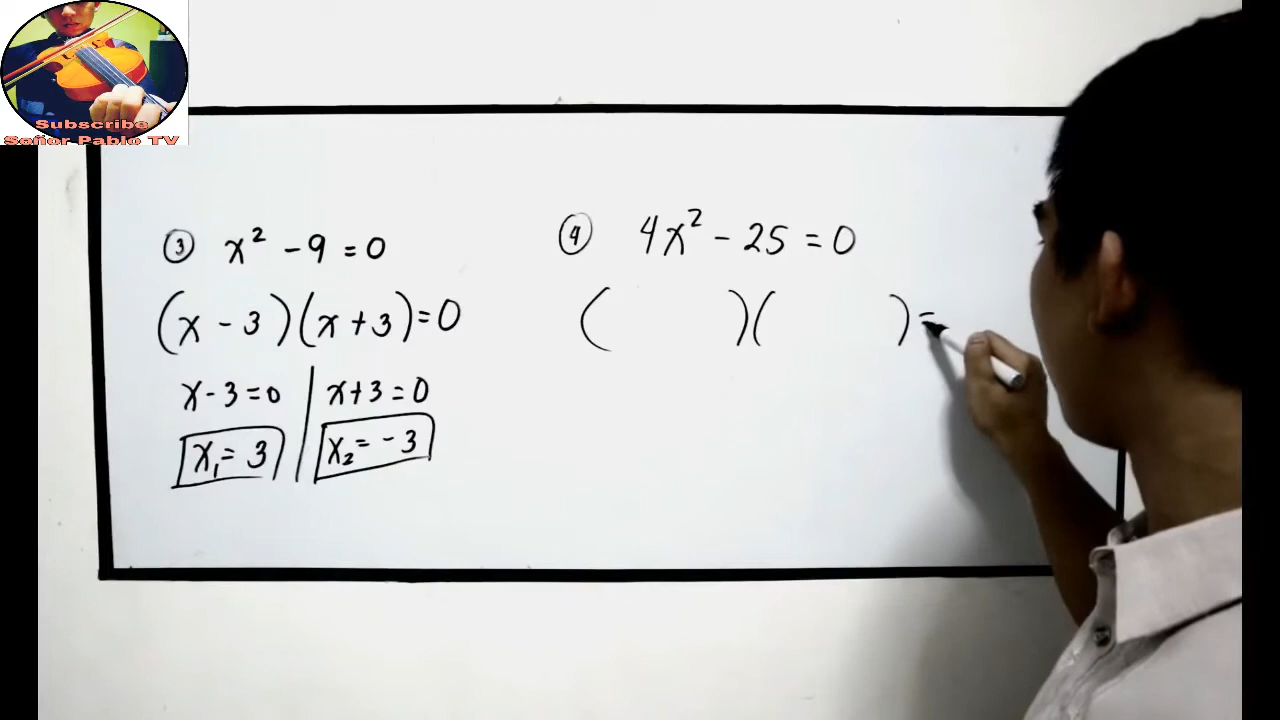 Subscribe
Señor Pablo TV
③ x² - 9 = 0
(x - 3)(x + 3) = 0
x - 3 = 0 | x + 3 = 0
x₁ = 3 | x₂ = - 3
④ 4x² - 25 = 0
( )( ) =